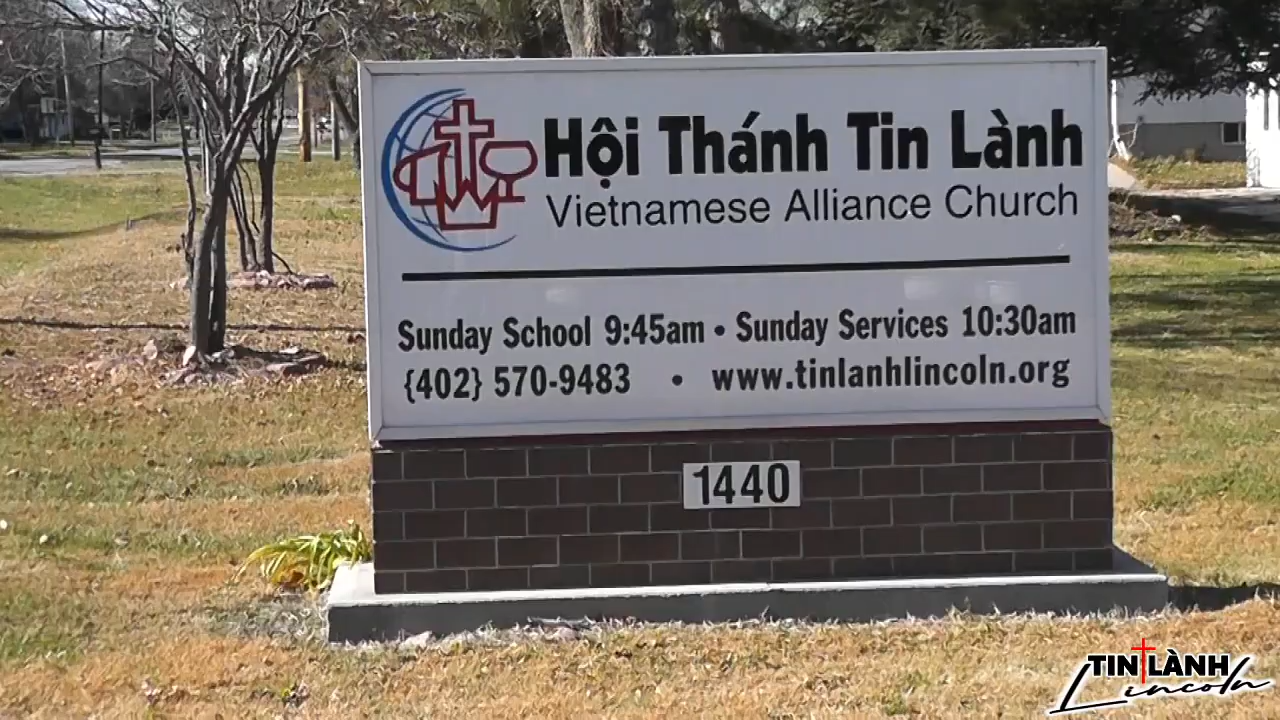 Hội Thánh Tin Lành
Vietnamese Alliance Church
Sunday School 9:45am • Sunday Services 10:30am
{402} 570-9483 • www.tinlanhlincoln.org
1440
TIN LÀNH
Lincoln